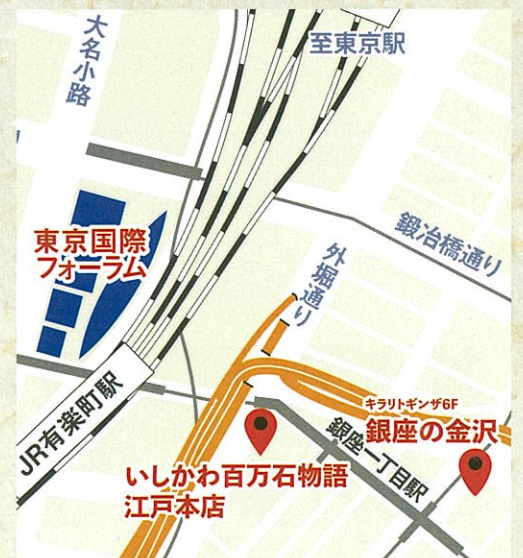 至東京駅
大名小路
鍛冶橋通り
東京国際
フォーラム
外堀通り
JR有楽町駅
キラリトギンザ6F
銀座の金沢
銀座一丁目駅
いしかわ百万石物語
江戸本店